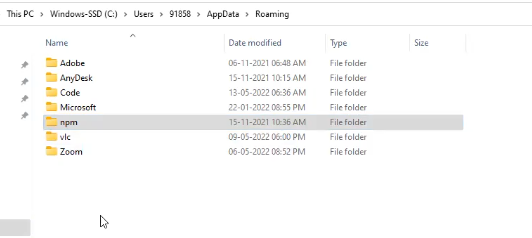 This PC > Windows-SSD (C:) > Users > 91858 > AppData > Roaming
Name Date modified Type Size
Adobe 06-11-2021 06:48 AM File folder
AnyDesk 15-11-2021 10:15 AM File folder
Code 13-05-2022 06:36 AM File folder
Microsoft 22-01-2022 08:55 PM File folder
npm 15-11-2021 10:36 AM File folder
vlc 09-05-2022 06:00 PM File folder
Zoom 06-05-2022 08:52 PM File folder